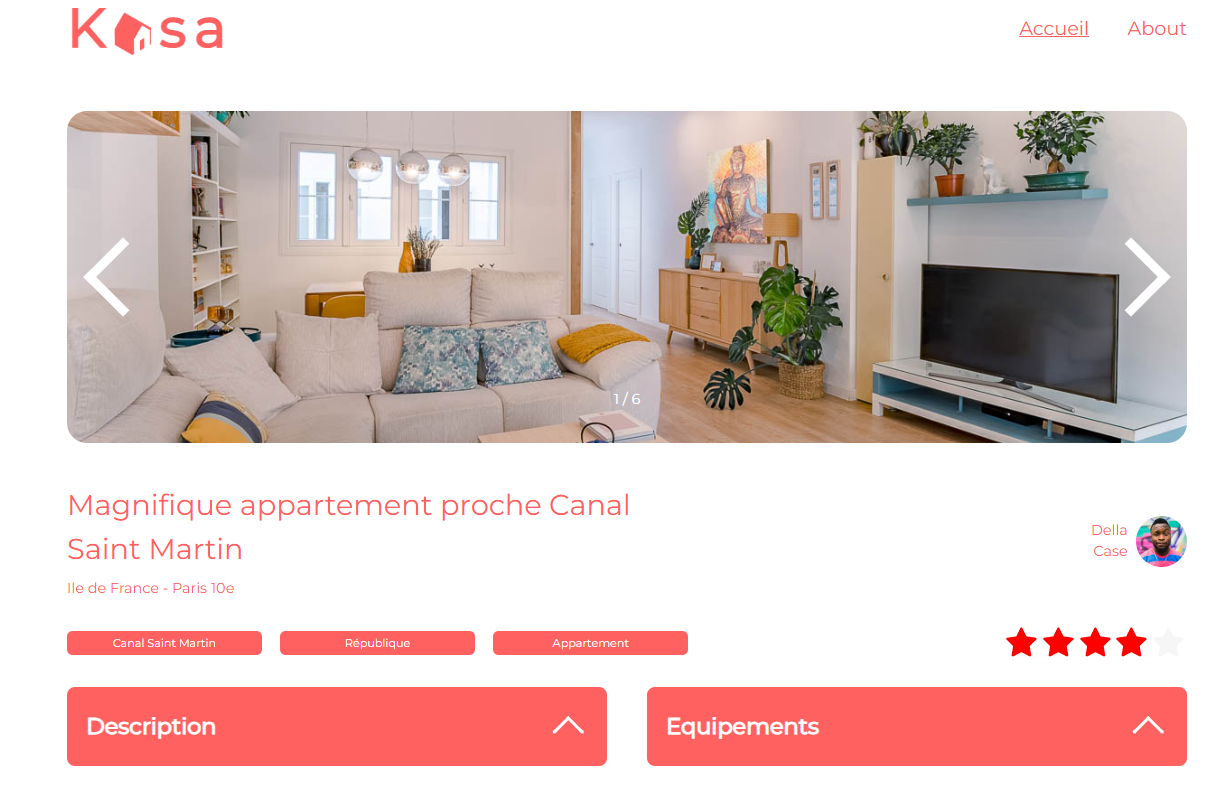 Kasa
Accueil
About
1 / 6
Magnifique appartement proche Canal
Saint Martin
Ile de France - Paris 10e
Della
Case
Canal Saint Martin
République
Appartement
Description
Equipements